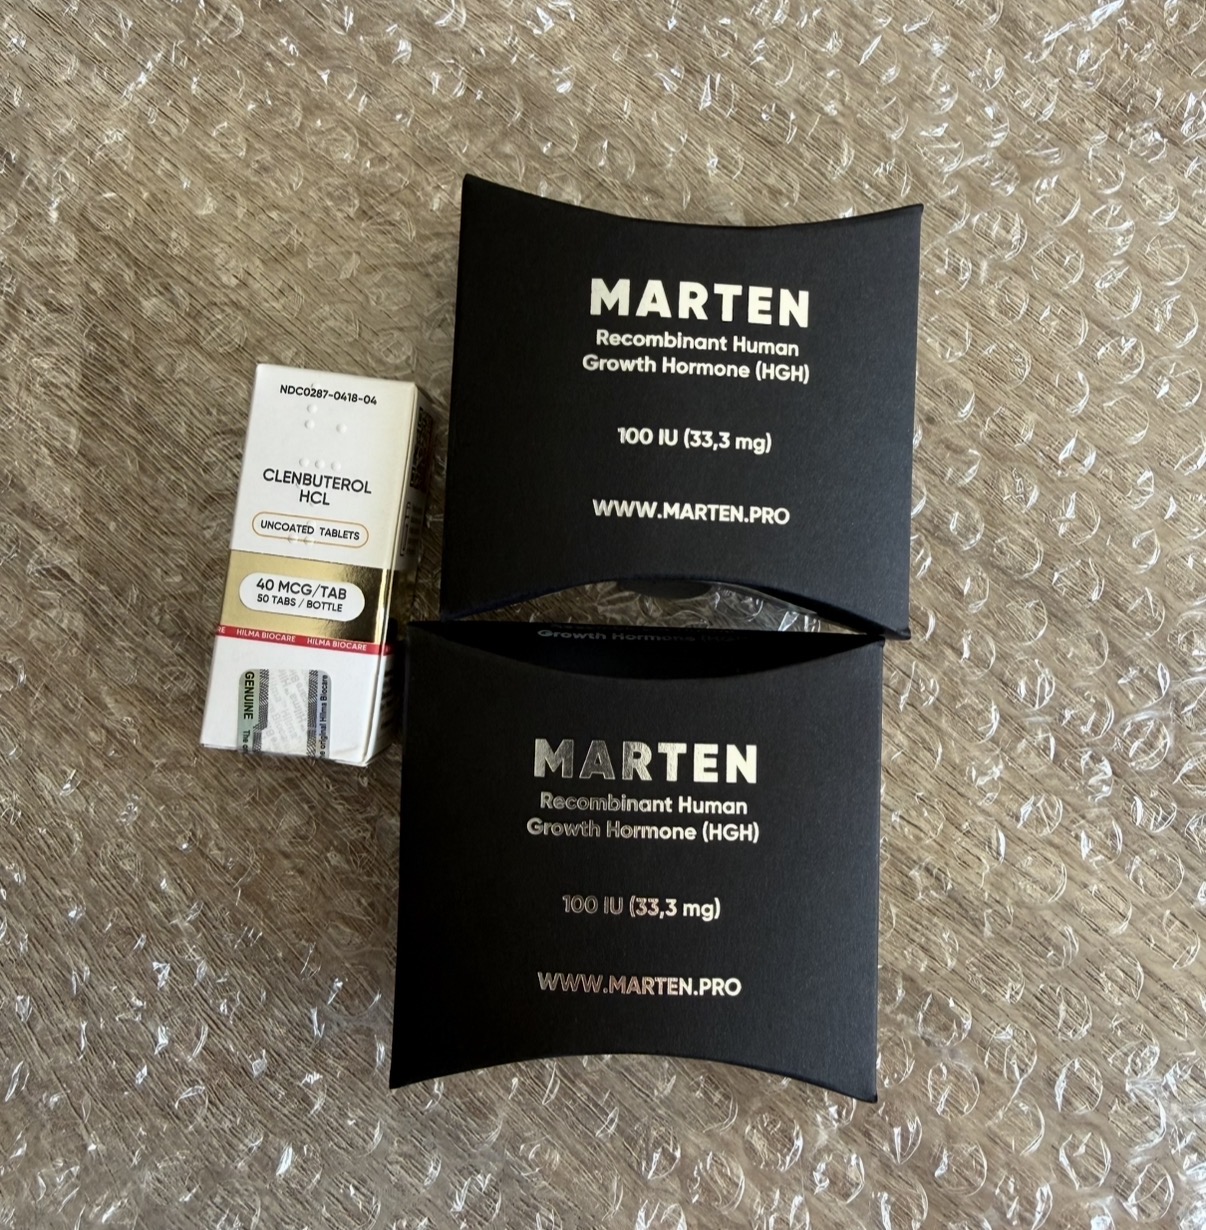 NDC0287-0418-04
CLENBUTEROL
HCL
UNCOATED TABLETS
40 MCG/TAB
50 TABS / BOTTLE
HILMA BIOCARE HILMA BIOCARE
GENUINE
MARTEN
Recombinant Human
Growth Hormone (HGH)
100 IU (33,3 mg)
WWW.MARTEN.PRO
Growth Hormone
MARTEN
Recombinant Human
Growth Hormone (HGH)
100 IU (33,3 mg)
WWW.MARTEN.PRO